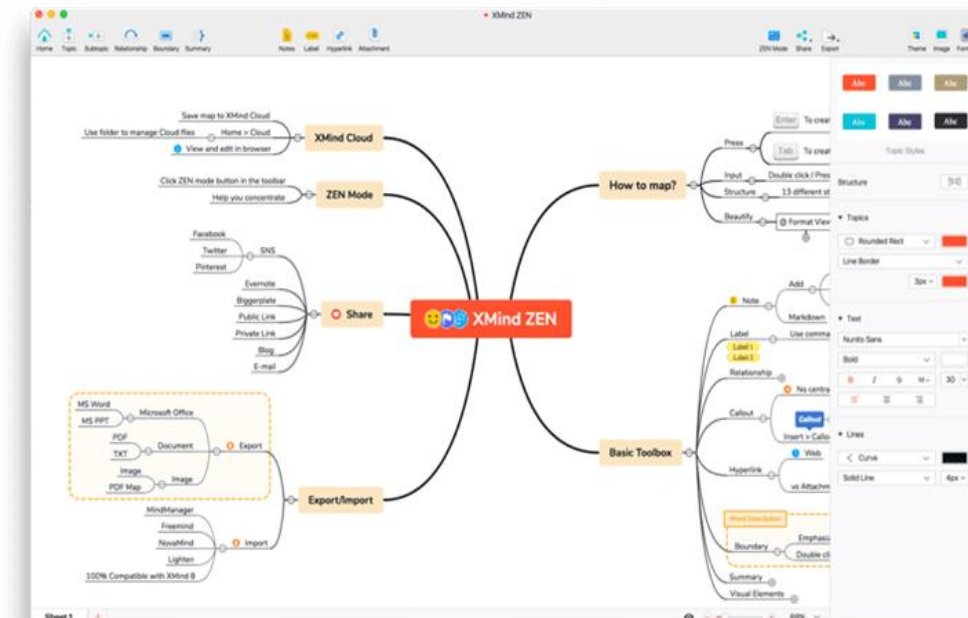 XMind ZEN
Home Topic Subtopic Relationship Boundary Summary Notes Label Hyperlink Attachment ZEN Mode Share Export Theme Image
Save map to XMind Cloud
Use folder to manage Cloud files
Home > Cloud
View and edit in browser
XMind Cloud
Click ZEN mode button in the toolbar
Help you concentrate
ZEN Mode
Facebook
Twitter
Pinterest
SNS
Evernote
Biggerplate
Public Link
Private Link
Blog
E-mail
Share
MS Word
MS PPT
Microsoft Office
PDF
TXT
Document
Image
PDF Map
Image
Export
MindManager
Freemind
NovaMind
Lighten
100% Compatible with XMind 8
Import
Export/Import
XMind ZEN
How to map?
Press
Enter To creat
Tab To creat
Input
Double click / Pres
Structure
13 different st
Beautify
@ Format View
Basic Toolbox
Note
Add
Markdown
Label
Label 1
Label 2
Use comma
Relationship
Callout
No centra
Callout
Insert > Callou
Hyperlink
Web
vs Attachm
Boundary
Emphasi
Double cli
Summary
Visual Elements
Abc Abc Abc
Abc Abc Abc
Topic Styles
Structure
Topics
Rounded Rect
Line Border
3px
Text
Nunito Sans
Bold
B I S 30
Lines
Curve
Solid Line 4px
Sheet 1 +